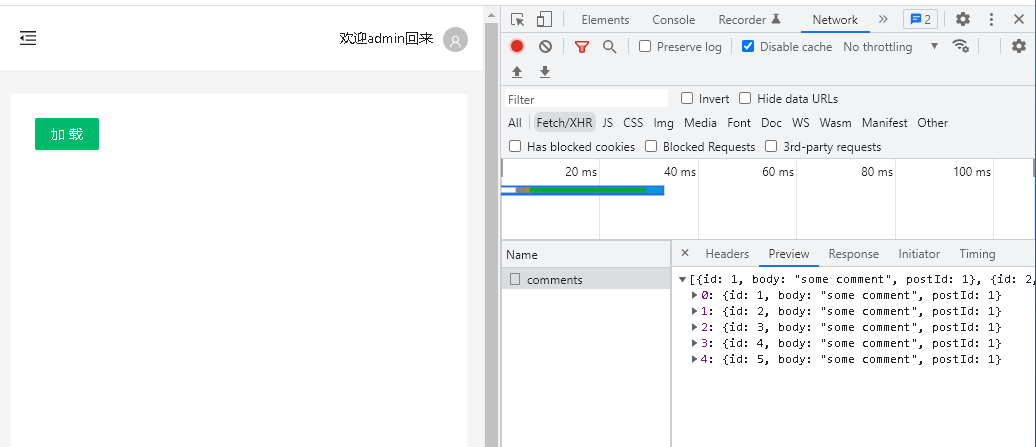 欢迎admin回来
加 载
Elements Console Recorder Network 2
Preserve log Disable cache No throttling
Filter Invert Hide data URLs
All Fetch/XHR JS CSS Img Media Font Doc WS Wasm Manifest Other
Has blocked cookies Blocked Requests 3rd-party requests
20 ms 40 ms 60 ms 80 ms 100 ms
Name
comments
× Headers Preview Response Initiator Timing
[{id: 1, body: "some comment", postId: 1}, {id: 2,
0: {id: 1, body: "some comment", postId: 1}
1: {id: 2, body: "some comment", postId: 1}
2: {id: 3, body: "some comment", postId: 1}
3: {id: 4, body: "some comment", postId: 1}
4: {id: 5, body: "some comment", postId: 1}